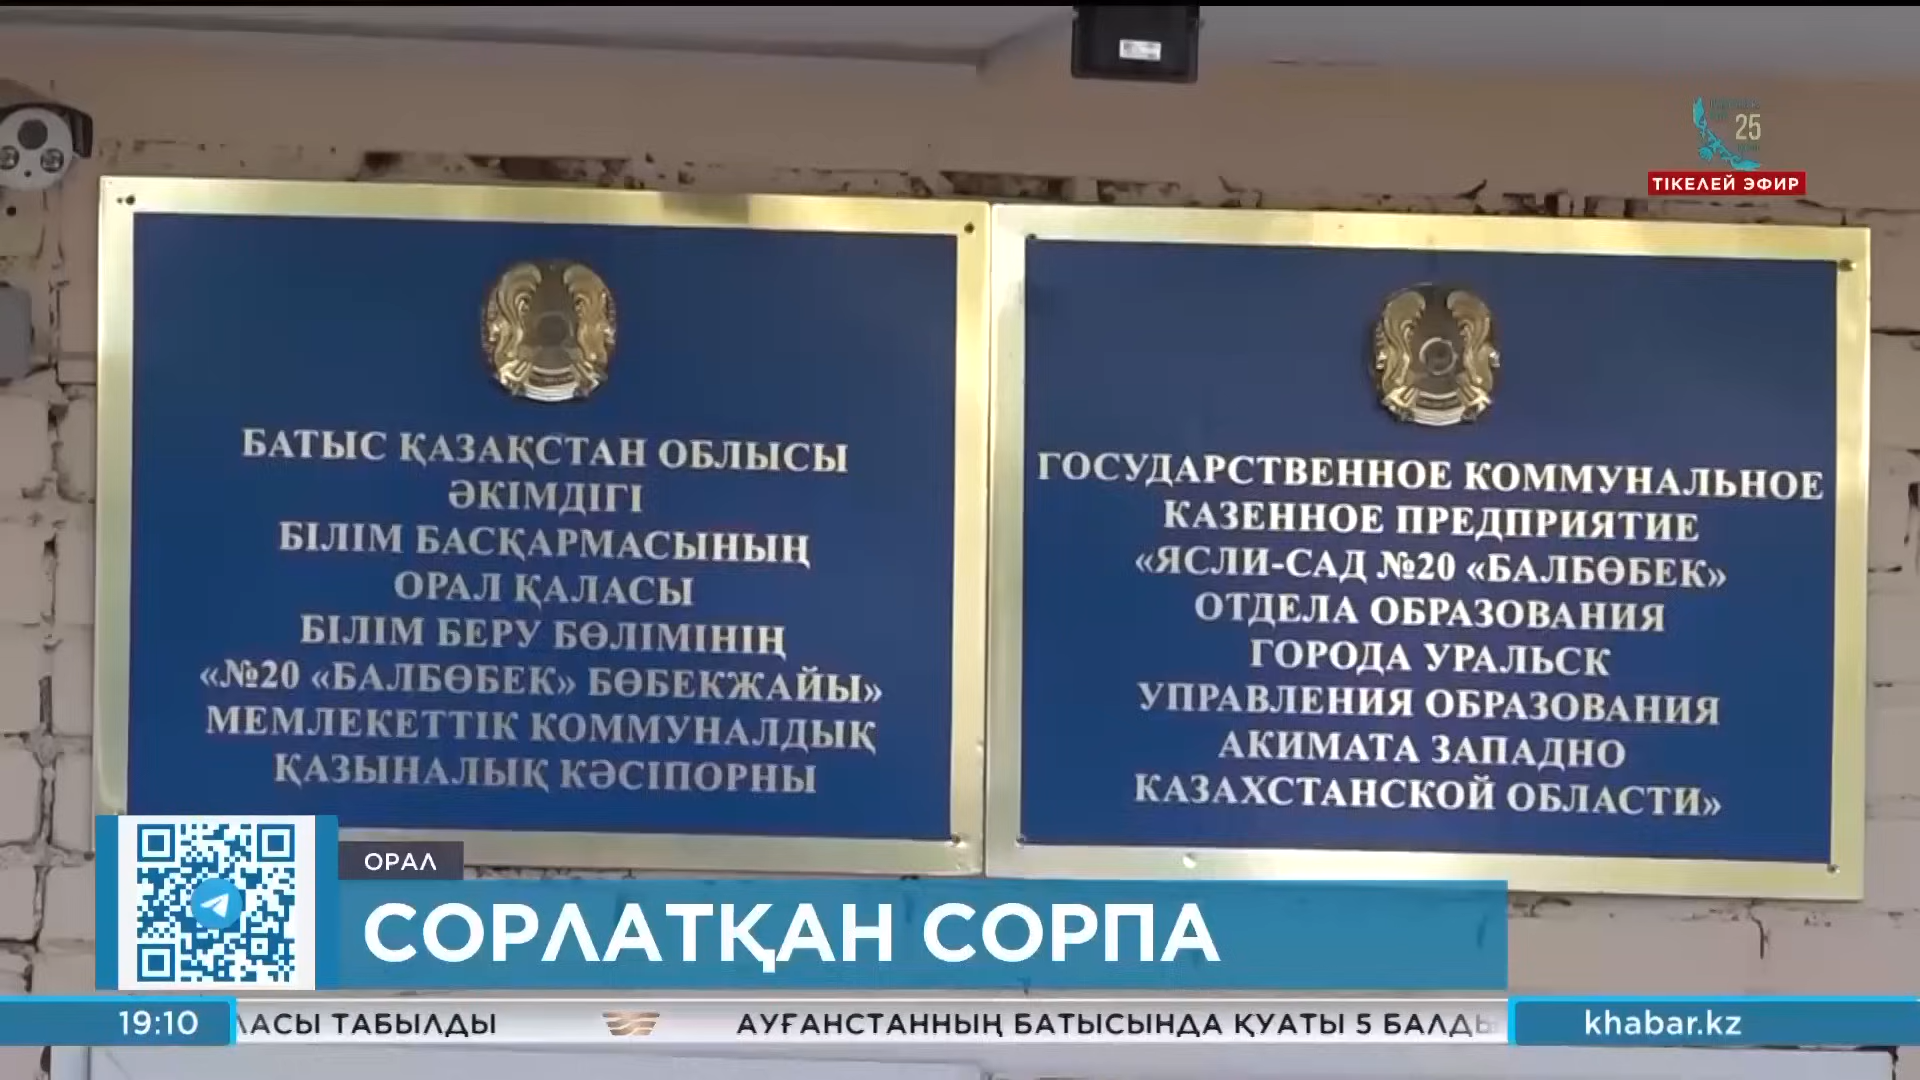 25
ТІКЕЛЕЙ ЭФИР
БАТЫС ҚАЗАҚСТАН ОБЛЫСЫ
ӘКІМДІГІ
БІЛІМ БАСҚАРМАСЫНЫҢ
ОРАЛ ҚАЛАСЫ
БІЛІМ БЕРУ БӨЛІМІНІҢ
«№20 «БАЛБӨБЕК» БӨБЕКЖАЙЫ»
МЕМЛЕКЕТТІК КОММУНАЛДЫҚ
ҚАЗЫНАЛЫҚ КӘСІПОРНЫ
ГОСУДАРСТВЕННОЕ КОММУНАЛЬНОЕ
КАЗЕННОЕ ПРЕДПРИЯТИЕ
«ЯСЛИ-САД №20 «БАЛБӨБЕК»
ОТДЕЛА ОБРАЗОВАНИЯ
ГОРОДА УРАЛЬСК
УПРАВЛЕНИЯ ОБРАЗОВАНИЯ
АКИМАТА ЗАПАДНО
КАЗАХСТАНСКОЙ ОБЛАСТИ»
ОРАЛ
СОРЛАТҚАН СОРПА
19:10
ЛАСЫ ТАБЫЛДЫ
АУҒАНСТАННЫҢ БАТЫСЫНДА ҚУАТЫ 5 БАЛДЫ
khabar.kz